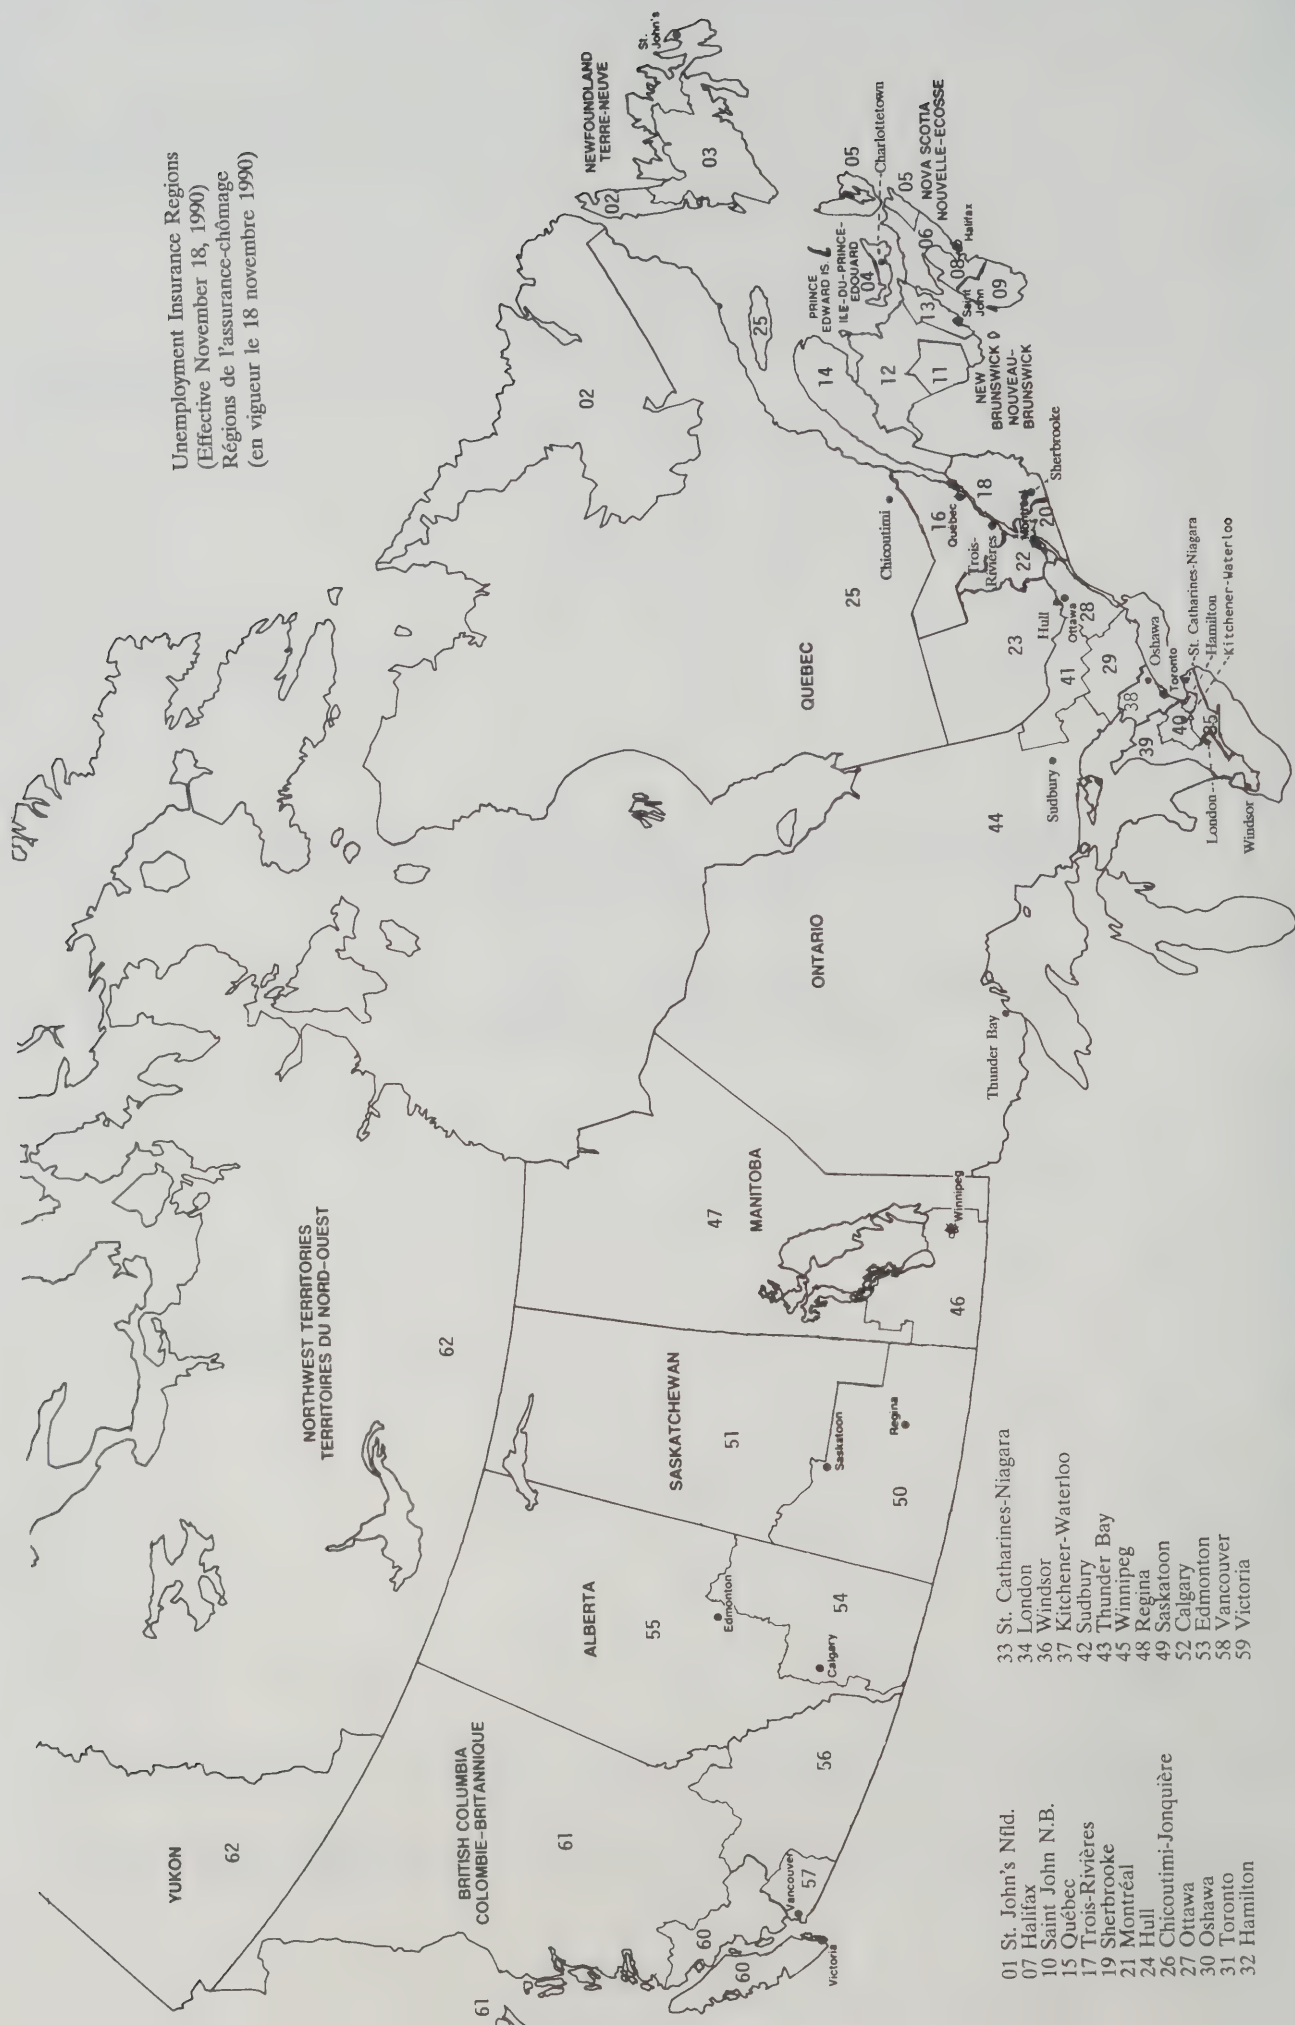 Unemployment Insurance Regions
(Effective November 18, 1990)
Régions de l'assurance-chômage
(en vigueur le 18 novembre 1990)
YUKON
62
NORTHWEST TERRITORIES
TERRITOIRES DU NORD-OUEST
62
BRITISH COLUMBIA
COLOMBIE-BRITANNIQUE
61
61
60
60
Vancouver
57
Victoria
56
ALBERTA
55
Edmonton
54
Calgary
SASKATCHEWAN
51
Saskatoon
Regina
50
MANITOBA
47
Winnipeg
46
ONTARIO
44
Thunder Bay
Sudbury
41
Ottawa
28
29
38
39
40
35
Oshawa
Toronto
St. Catharines-Niagara
Hamilton
Kitchener-Waterloo
London
Windsor
QUEBEC
25
25
Chicoutimi
16
Québec
Trois-
Rivières
22
23
Hull
Montréal
20
18
Sherbrooke
14
NEWFOUNDLAND
TERRE-NEUVE
St.
John's
02
02
03
PRINCE
EDWARD IS.
ILE-DU-PRINCE-
EDOUARD
04
Charlottetown
NOVA SCOTIA
NOUVELLE-ECOSSE
05
05
06
08
Halifax
09
NEW
BRUNSWICK
NOUVEAU-
BRUNSWICK
11
12
13
Saint
John
01 St. John's Nfld.
07 Halifax
10 Saint John N.B.
15 Québec
17 Trois-Rivières
19 Sherbrooke
21 Montréal
24 Hull
26 Chicoutimi-Jonquière
27 Ottawa
30 Oshawa
31 Toronto
32 Hamilton
33 St. Catharines-Niagara
34 London
36 Windsor
37 Kitchener-Waterloo
42 Sudbury
43 Thunder Bay
45 Winnipeg
48 Regina
49 Saskatoon
52 Calgary
53 Edmonton
58 Vancouver
59 Victoria